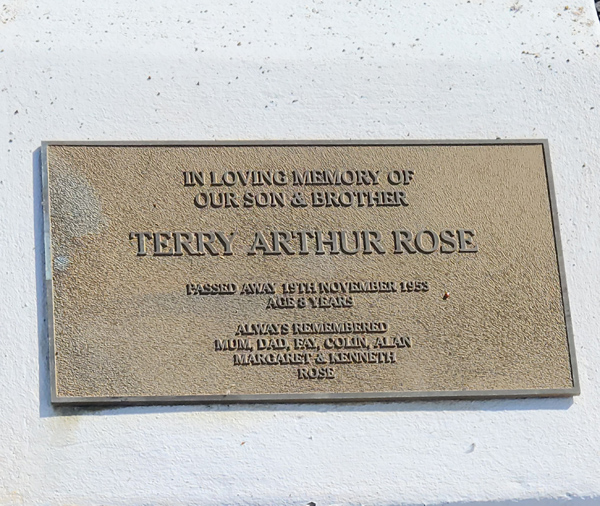 IN LOVING MEMORY OF
OUR SON & BROTHER
TERRY ARTHUR ROSE
PASSED AWAY 19TH NOVEMBER 1953
AGE 8 YEARS
ALWAYS REMEMBERED
MUM, DAD, FAY, COLIN, ALAN
MARGARET & KENNETH
ROSE